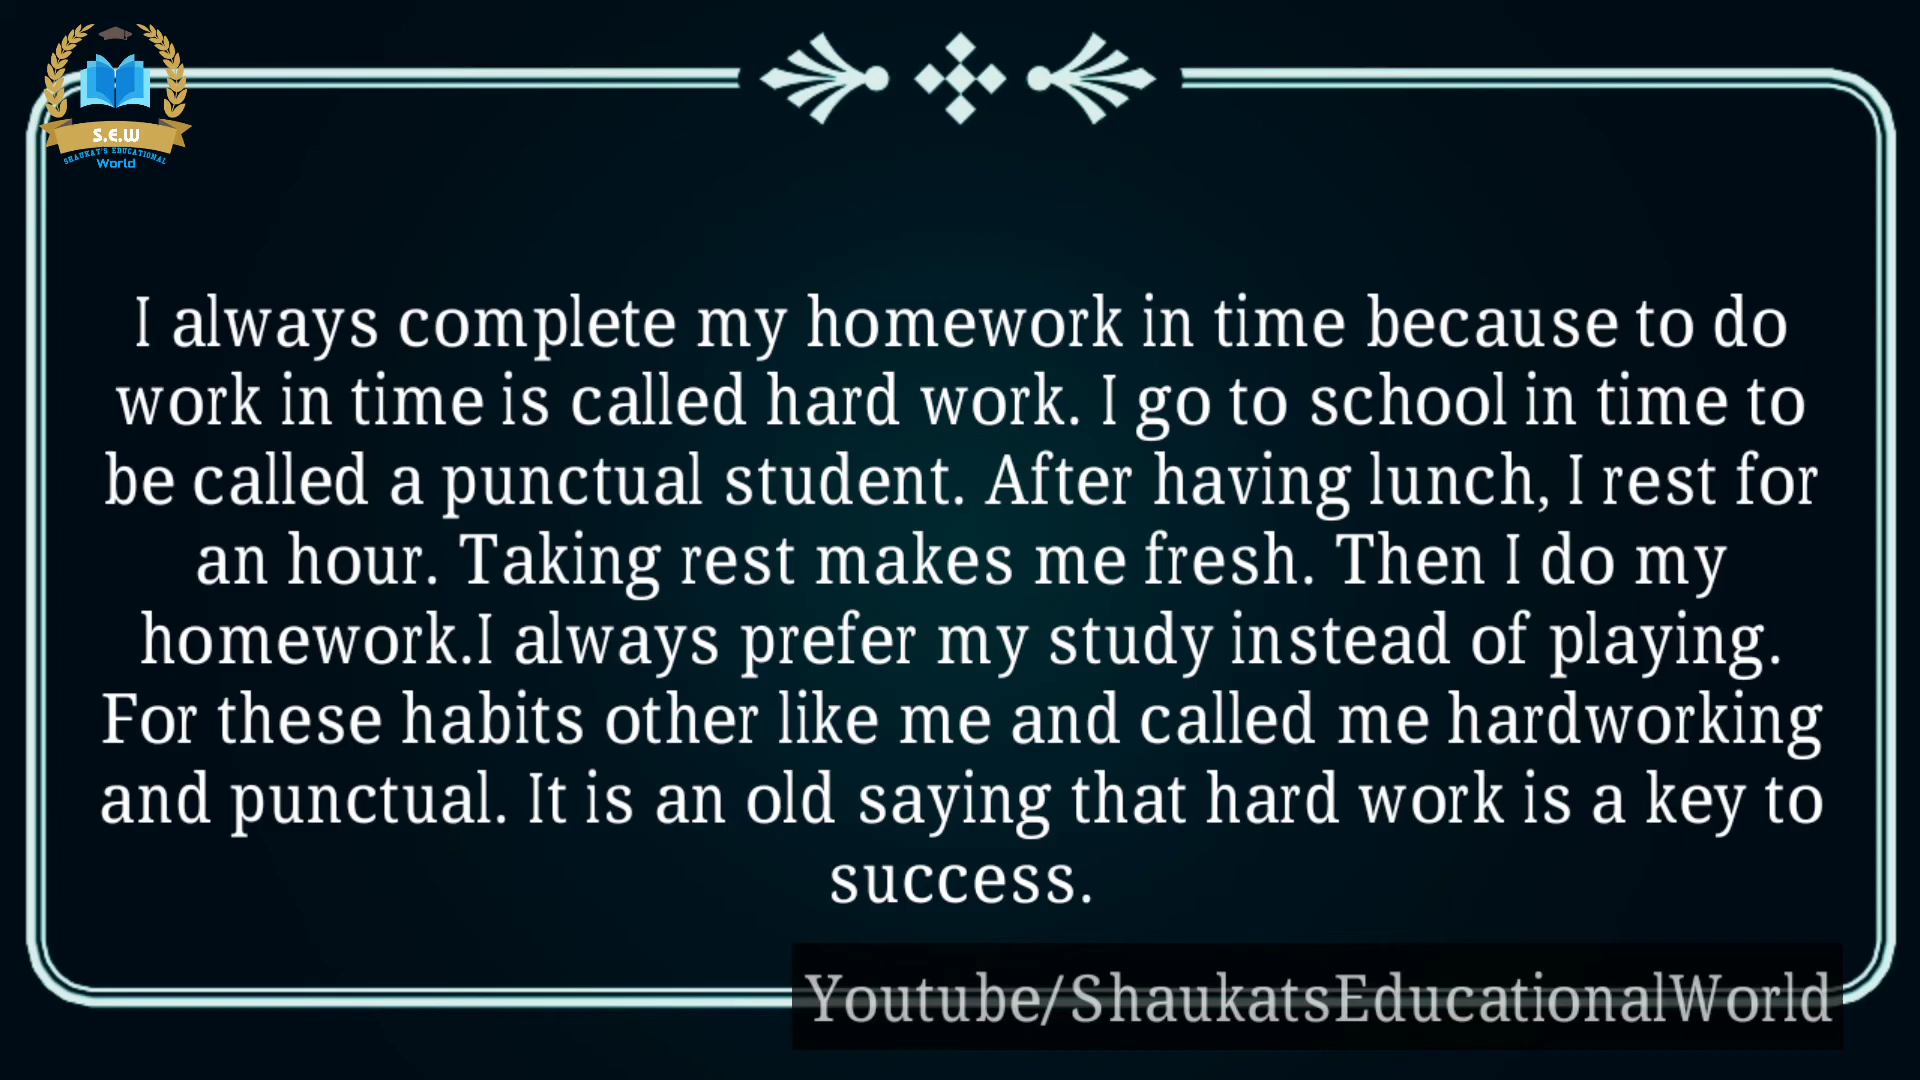 S.E.W
SHAUKAT'S EDUCATIONAL
World
I always complete my homework in time because to do
work in time is called hard work. I go to school in time to
be called a punctual student. After having lunch, I rest for
an hour. Taking rest makes me fresh. Then I do my
homework.I always prefer my study instead of playing.
For these habits other like me and called me hardworking
and punctual. It is an old saying that hard work is a key to
success.
Youtube/ShaukatsEducationalWorld